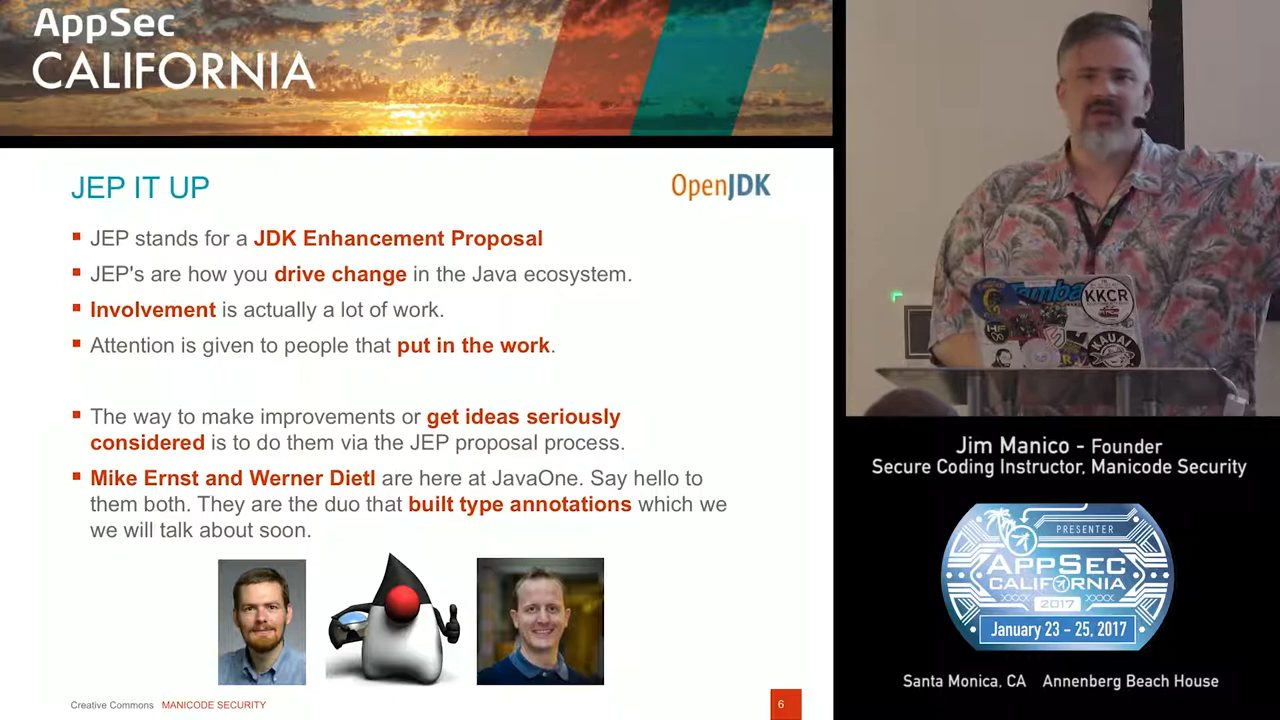 AppSec
CALIFORNIA
JEP IT UP
OpenJDK
JEP stands for a JDK Enhancement Proposal
JEP's are how you drive change in the Java ecosystem.
Involvement is actually a lot of work.
Attention is given to people that put in the work.
The way to make improvements or get ideas seriously
considered is to do them via the JEP proposal process.
Mike Ernst and Werner Dietl are here at JavaOne. Say hello to
them both. They are the duo that built type annotations which we
we will talk about soon.
Creative Commons MANICODE SECURITY
6
KKCR
KAUAI
Jim Manico - Founder
Secure Coding Instructor, Manicode Security
PRESENTER
APPSEC
CALIFORNIA
XXXX XXXX
2017
January 23 - 25, 2017
Santa Monica, CA Annenberg Beach House